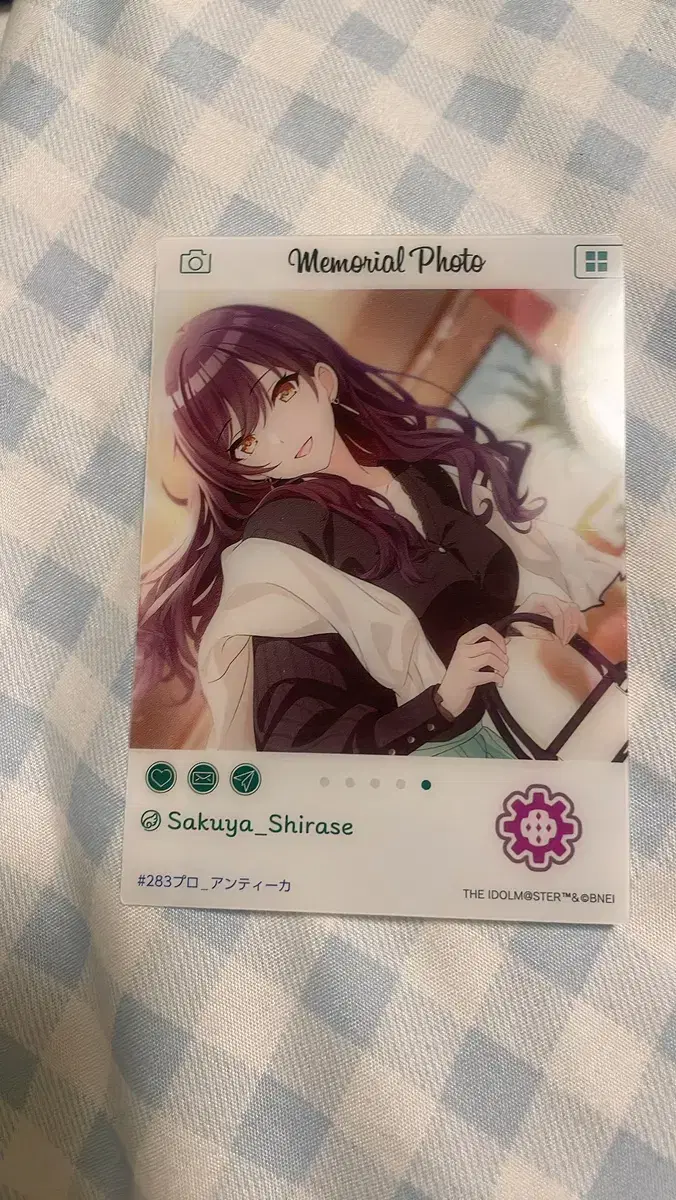 Memorial Photo
Sakuya_Shirase
#283プロ_アンティーカ
THE IDOLM@STER™&©BNEI